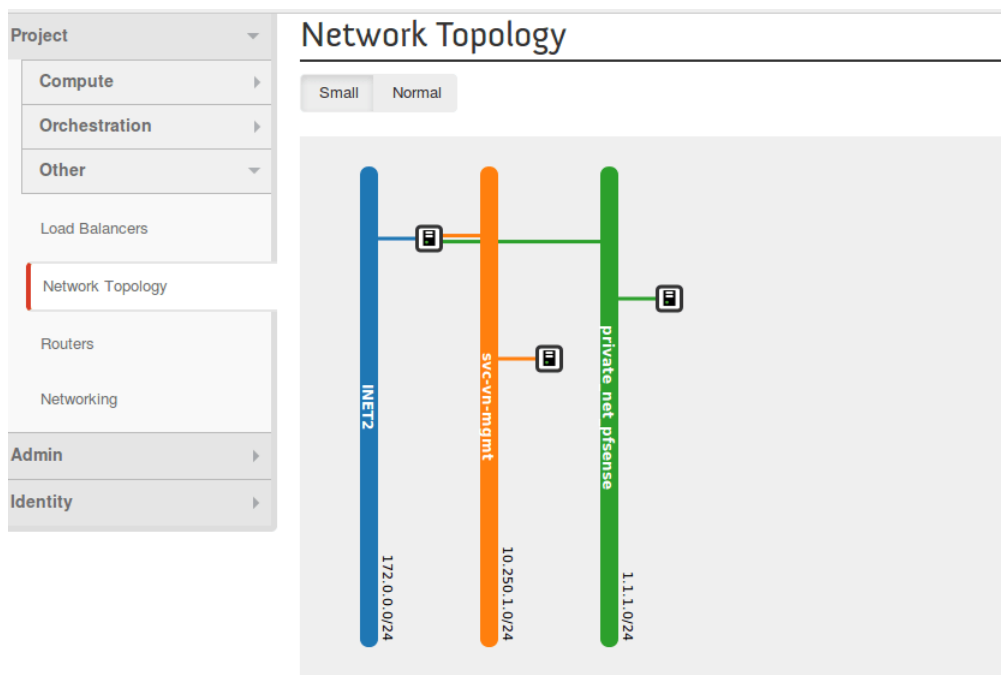 Project
Compute
Orchestration
Other
Load Balancers
Network Topology
Routers
Networking
Admin
Identity
Network Topology
Small Normal
INET2
172.0.0.0/24
svc-vn-mgmt
10.250.1.0/24
private_net_pfsense
1.1.1.0/24